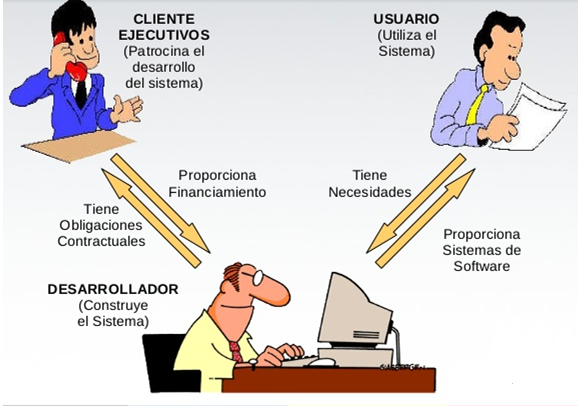 CLIENTE
EJECUTIVOS
(Patrocina el
desarrollo
del sistema)
USUARIO
(Utiliza el
Sistema)
Proporciona
Financiamiento
Tiene
Necesidades
Tiene
Obligaciones
Contractuales
Proporciona
Sistemas de
Software
DESARROLLADOR
(Construye
el Sistema)